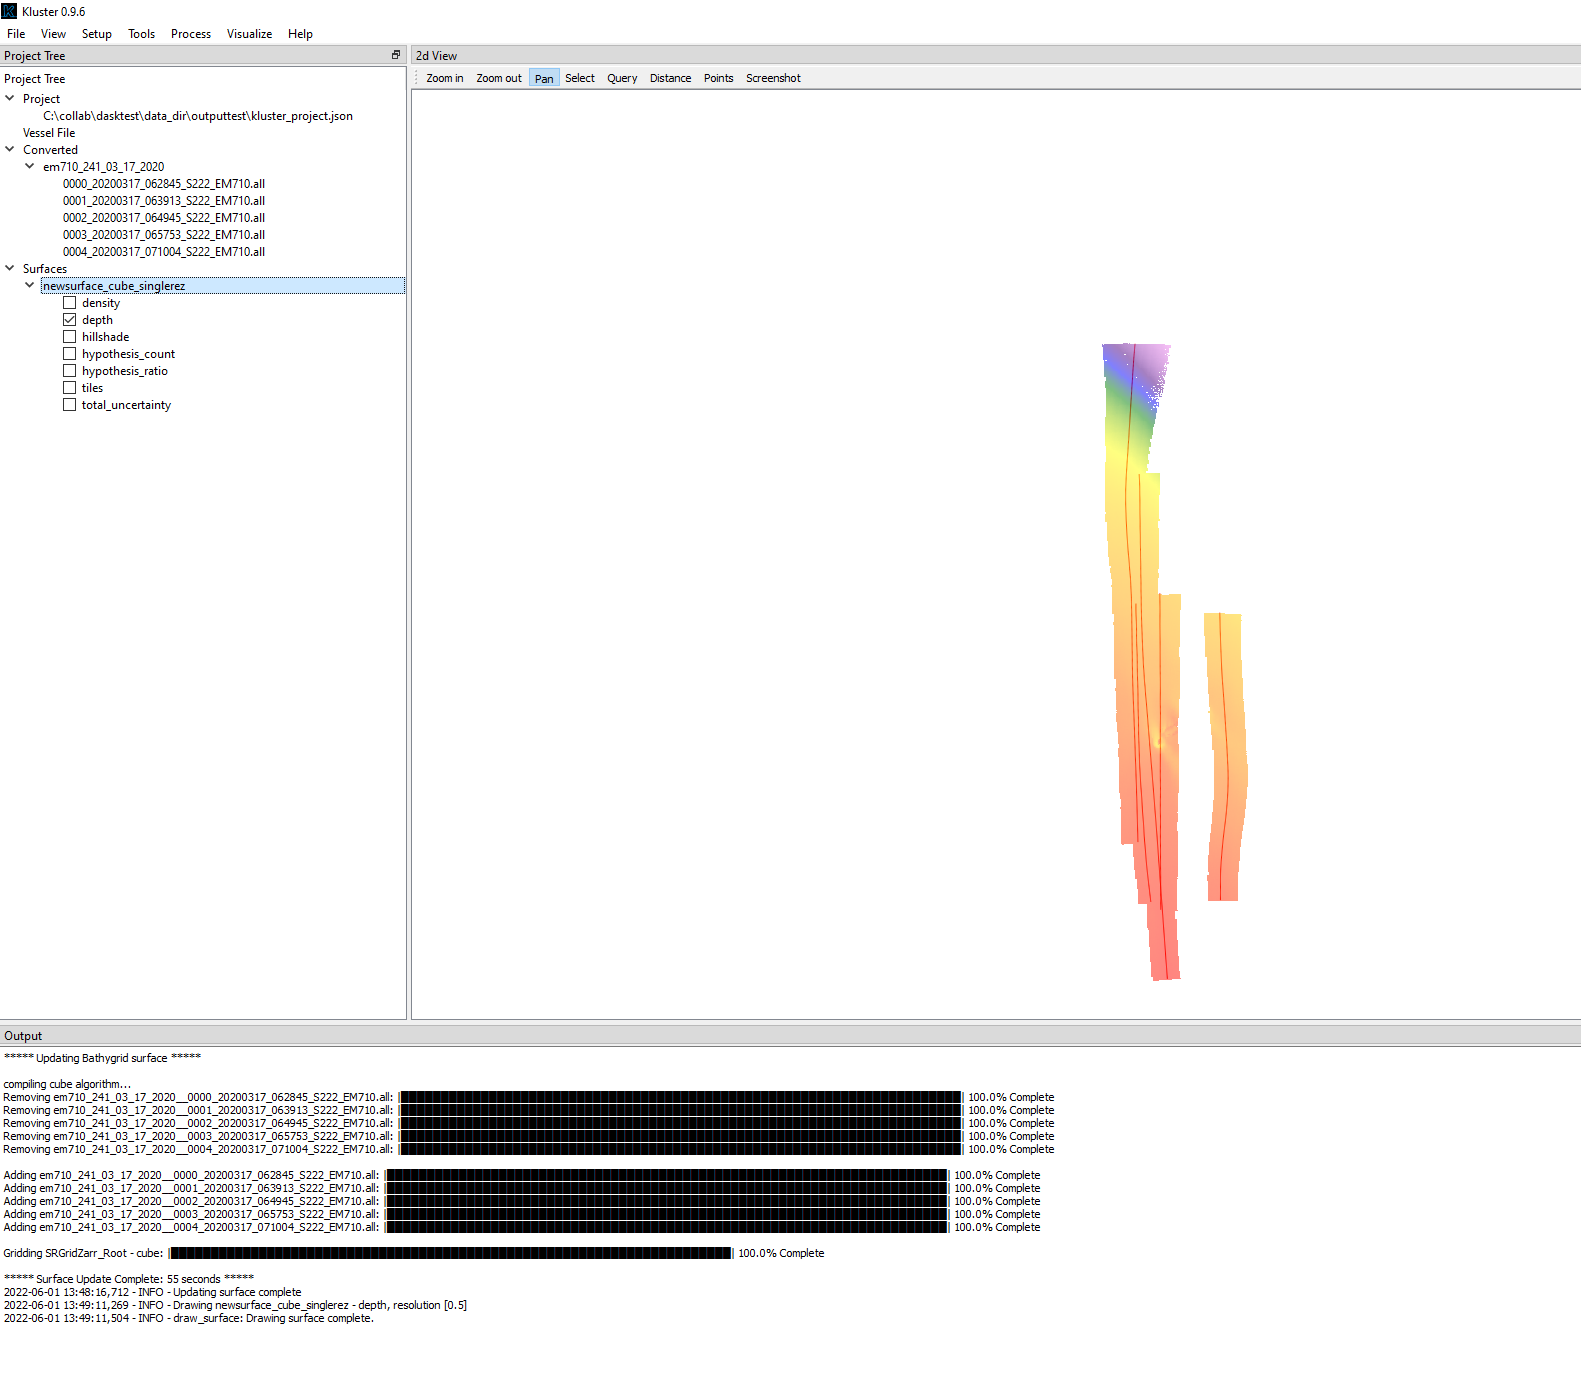 Kluster 0.9.6
File View Setup Tools Process Visualize Help
Project Tree
Project Tree
Project
C:\collab\dasktest\data_dir\outputtest\kluster_project.json
Vessel File
Converted
em710_241_03_17_2020
0000_20200317_062845_S222_EM710.all
0001_20200317_063913_S222_EM710.all
0002_20200317_064945_S222_EM710.all
0003_20200317_065753_S222_EM710.all
0004_20200317_071004_S222_EM710.all
Surfaces
newsurface_cube_singlerez
density
depth
hillshade
hypothesis_count
hypothesis_ratio
tiles
total_uncertainty
2d View
Zoom in Zoom out Pan Select Query Distance Points Screenshot
Output
***** Updating Bathygrid surface *****
compiling cube algorithm...
Removing em710_241_03_17_2020__0000_20200317_062845_S222_EM710.all: | | 100.0% Complete
Removing em710_241_03_17_2020__0001_20200317_063913_S222_EM710.all: | | 100.0% Complete
Removing em710_241_03_17_2020__0002_20200317_064945_S222_EM710.all: | | 100.0% Complete
Removing em710_241_03_17_2020__0003_20200317_065753_S222_EM710.all: | | 100.0% Complete
Removing em710_241_03_17_2020__0004_20200317_071004_S222_EM710.all: | | 100.0% Complete
Adding em710_241_03_17_2020__0000_20200317_062845_S222_EM710.all: | | 100.0% Complete
Adding em710_241_03_17_2020__0001_20200317_063913_S222_EM710.all: | | 100.0% Complete
Adding em710_241_03_17_2020__0002_20200317_064945_S222_EM710.all: | | 100.0% Complete
Adding em710_241_03_17_2020__0003_20200317_065753_S222_EM710.all: | | 100.0% Complete
Adding em710_241_03_17_2020__0004_20200317_071004_S222_EM710.all: | | 100.0% Complete
Gridding SRGridZarr_Root - cube: | | 100.0% Complete
***** Surface Update Complete: 55 seconds *****
2022-06-01 13:48:16,712 - INFO - Updating surface complete
2022-06-01 13:49:11,269 - INFO - Drawing newsurface_cube_singlerez - depth, resolution [0.5]
2022-06-01 13:49:11,504 - INFO - draw_surface: Drawing surface complete.